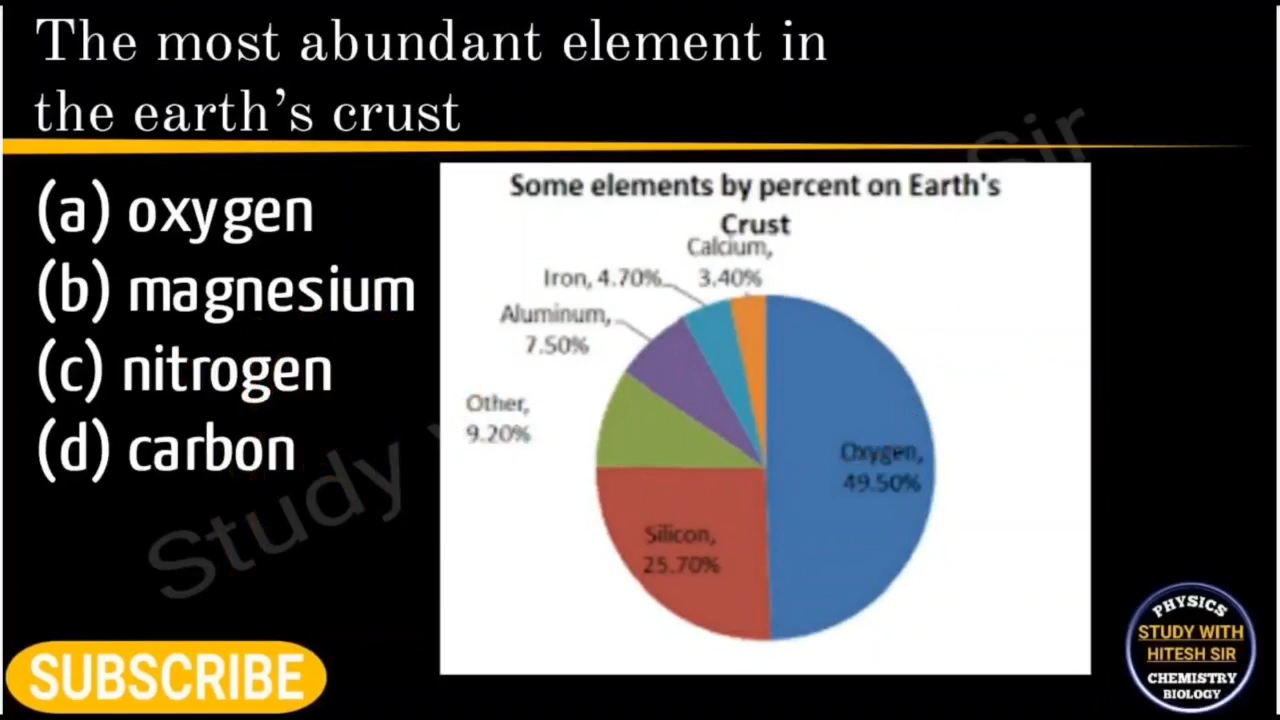 The most abundant element in
the earth’s crust
(a) oxygen
(b) magnesium
(c) nitrogen
(d) carbon
Some elements by percent on Earth's
Crust
Calcium,
3.40%
Iron, 4.70%
Aluminum,
7.50%
Other,
9.20%
Oxygen,
49.50%
Silicon,
25.70%
Study
Sir
SUBSCRIBE
PHYSICS
STUDY WITH
HITESH SIR
CHEMISTRY
BIOLOGY